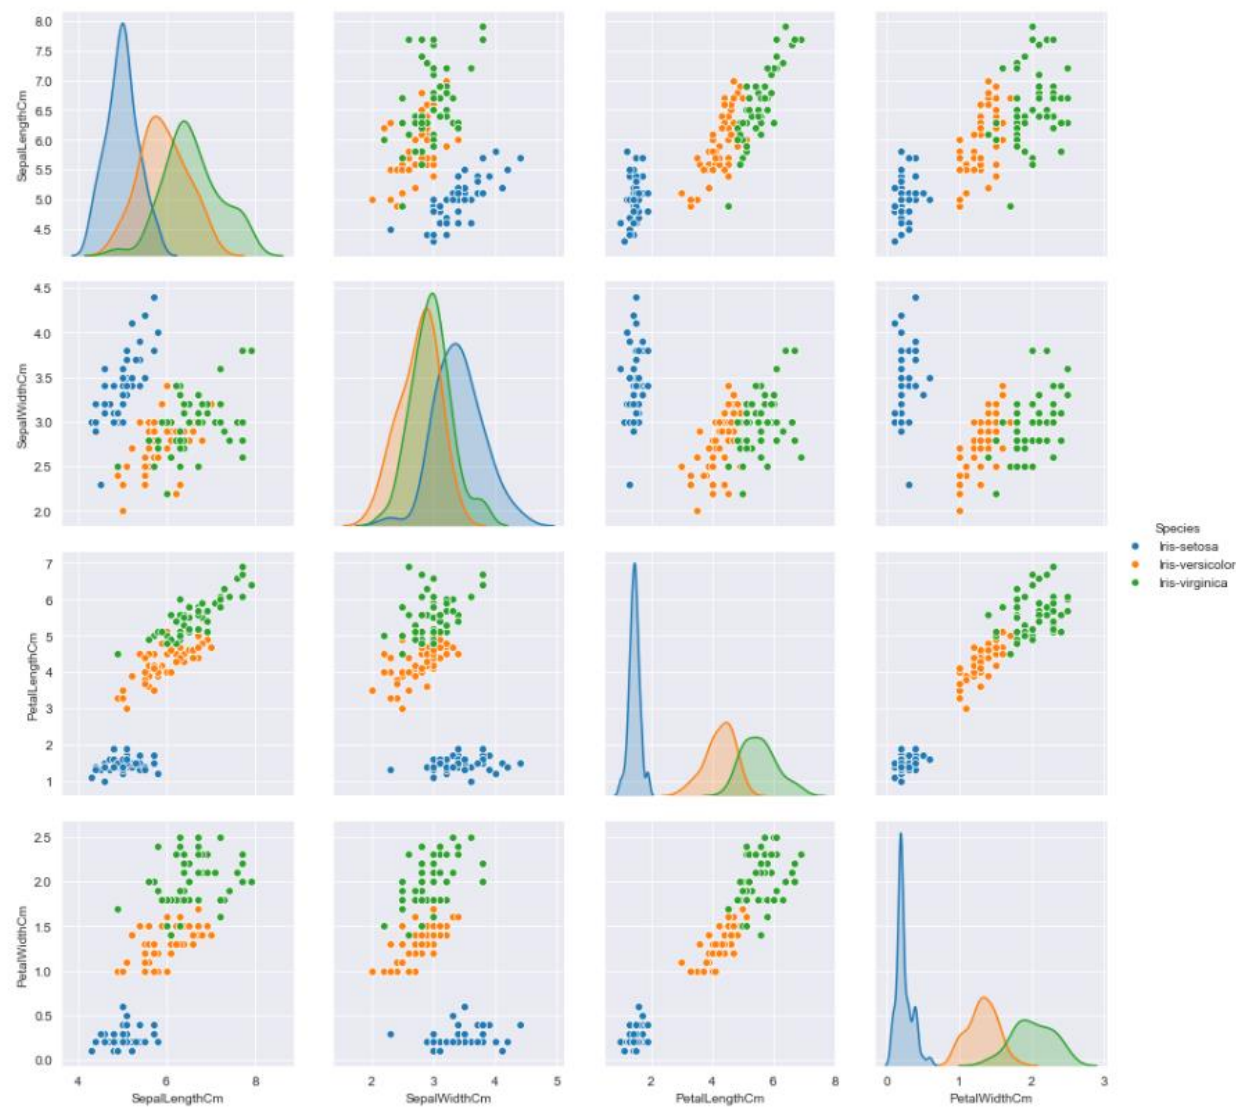 8.0
7.5
7.0
6.5
6.0
5.5
5.0
4.5
SepalLengthCm
4.5
4.0
3.5
3.0
2.5
2.0
SepalWidthCm
Species
Iris-setosa
Iris-versicolor
Iris-virginica
7
6
5
4
3
2
1
PetalLengthCm
2.5
2.0
1.5
1.0
0.5
0.0
PetalWidthCm
4 6 8
SepalLengthCm
2 3 4 5
SepalWidthCm
2 4 6 8
PetalLengthCm
0 1 2 3
PetalWidthCm